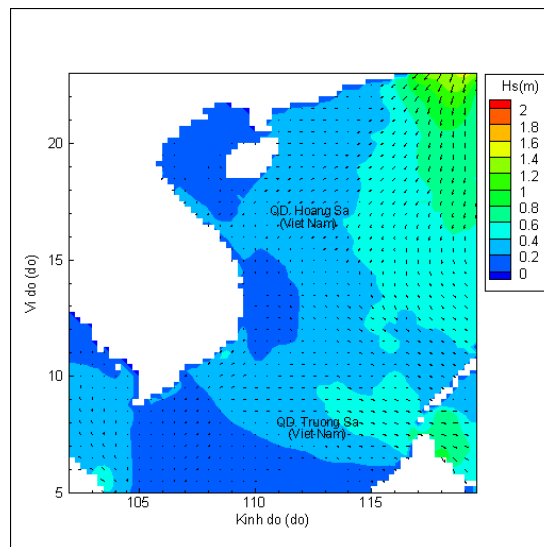 Hs(m)
2
1.8
1.6
1.4
1.2
1
0.8
0.6
0.4
0.2
0
20
15
10
5
Vi do (do)
QD. Hoang Sa
(Viet Nam)
QD. Truong Sa
(Viet Nam)
105
110
115
Kinh do (do)